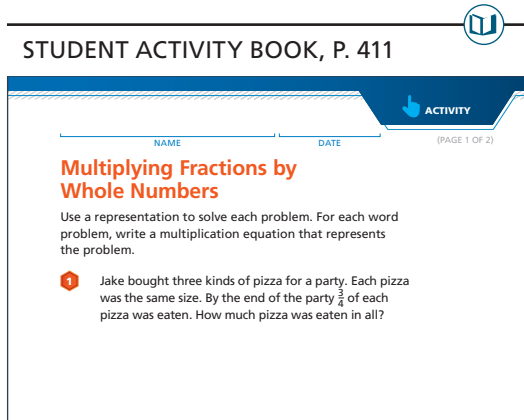 STUDENT ACTIVITY BOOK, P. 411
ACTIVITY
NAME DATE (PAGE 1 OF 2)
Multiplying Fractions by
Whole Numbers
Use a representation to solve each problem. For each word
problem, write a multiplication equation that represents
the problem.
1 Jake bought three kinds of pizza for a party. Each pizza
was the same size. By the end of the party 3/4 of each
pizza was eaten. How much pizza was eaten in all?